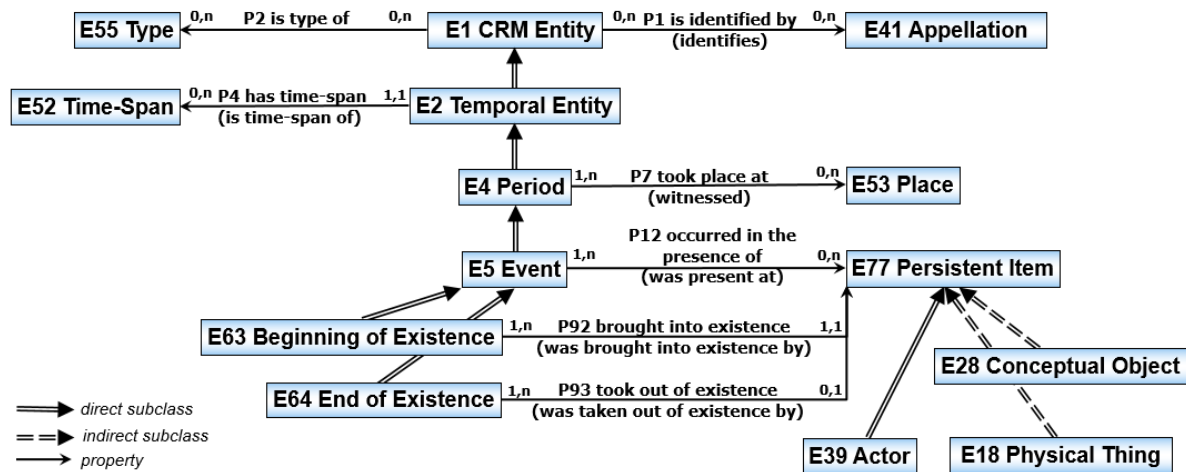 E55 Type 0,n P2 is type of 0,n E1 CRM Entity 0,n P1 is identified by 0,n E41 Appellation
(identifies)
E52 Time-Span 0,n P4 has time-span 1,1 E2 Temporal Entity
(is time-span of)
E4 Period 1,n P7 took place at 0,n E53 Place
(witnessed)
P12 occurred in the
E5 Event 1,n presence of 0,n E77 Persistent Item
(was present at)
E63 Beginning of Existence 1,n P92 brought into existence 1,1
(was brought into existence by)
E28 Conceptual Object
E64 End of Existence 1,n P93 took out of existence 0,1
(was taken out of existence by)
direct subclass
indirect subclass
property
E39 Actor E18 Physical Thing